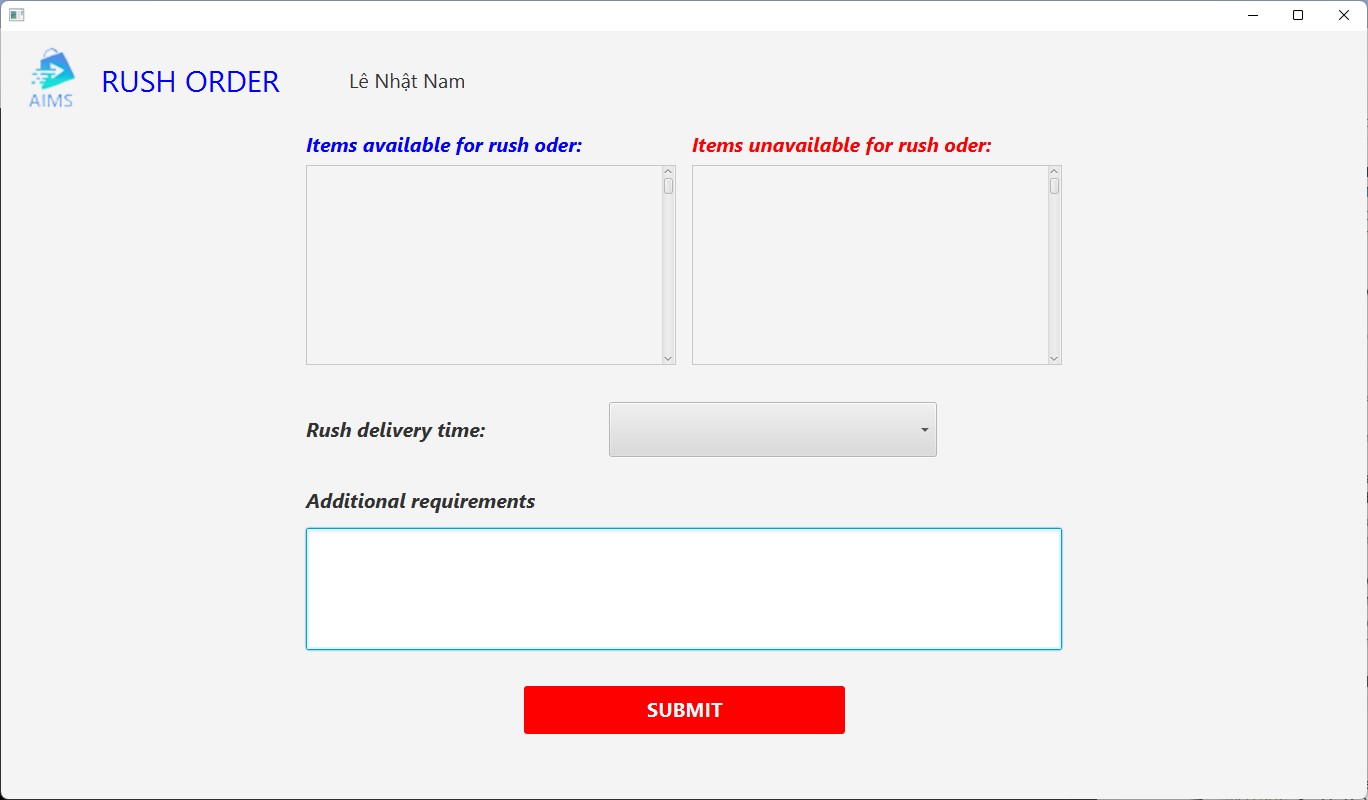 RUSH ORDER
Lê Nhật Nam
AIMS
Items available for rush oder:
Items unavailable for rush oder:
Rush delivery time:
Additional requirements
SUBMIT